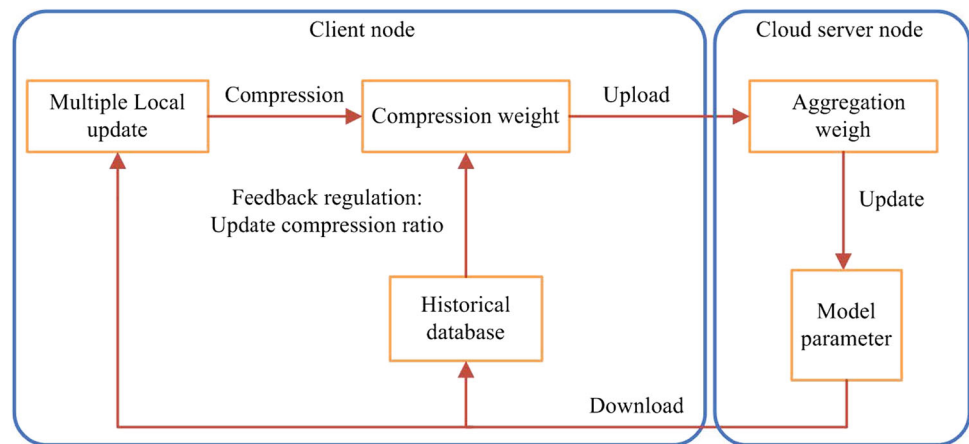 Client node
Cloud server node
Multiple Local
update
Compression
Compression weight
Upload
Aggregation
weigh
Feedback regulation:
Update compression ratio
Update
Historical
database
Model
parameter
Download